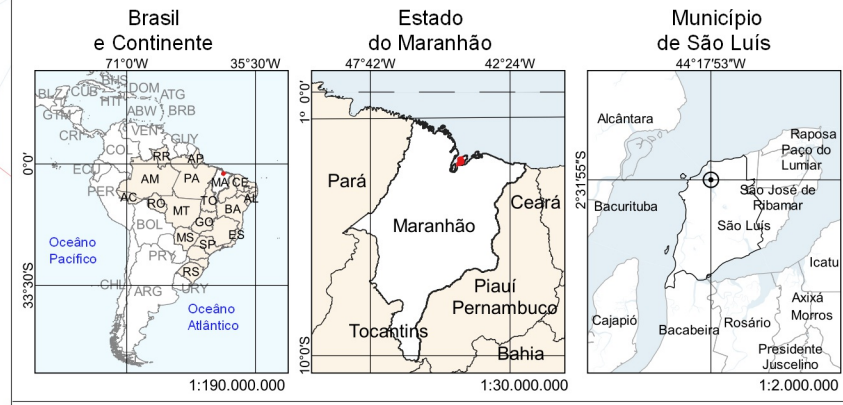 Brasil
e Continente
71°0'W
35°30'W
BHS
DOM
ATG
BLZ
CUB
HTI
ABW
BRB
GTM
CRI
VEN
GUY
COL
0°0'
RR
AP
ECU
AM
PA
MA
CE
PER
AC
RO
TO
AL
MT
BA
BOL
GO
MS
ES
SP
Oceâno
Pacífico
PRY
RS
33°30'S
CHL
ARG
URY
Oceâno
Atlântico
1:190.000.000
Estado
do Maranhão
47°42'W
42°24'W
0°0'
1°
Pará
Ceará
Maranhão
Piauí
Pernambuco
Tocantins
Bahia
10°0'S
1:30.000.000
Município
de São Luís
44°17'53"W
Alcântara
Raposa
Paço do
Lumiar
2°31'55"S
São José de
Ribamar
Bacurituba
São Luís
Icatu
Cajapió
Bacabeira
Rosário
Axixá
Morros
Presidente
Juscelino
1:2.000.000